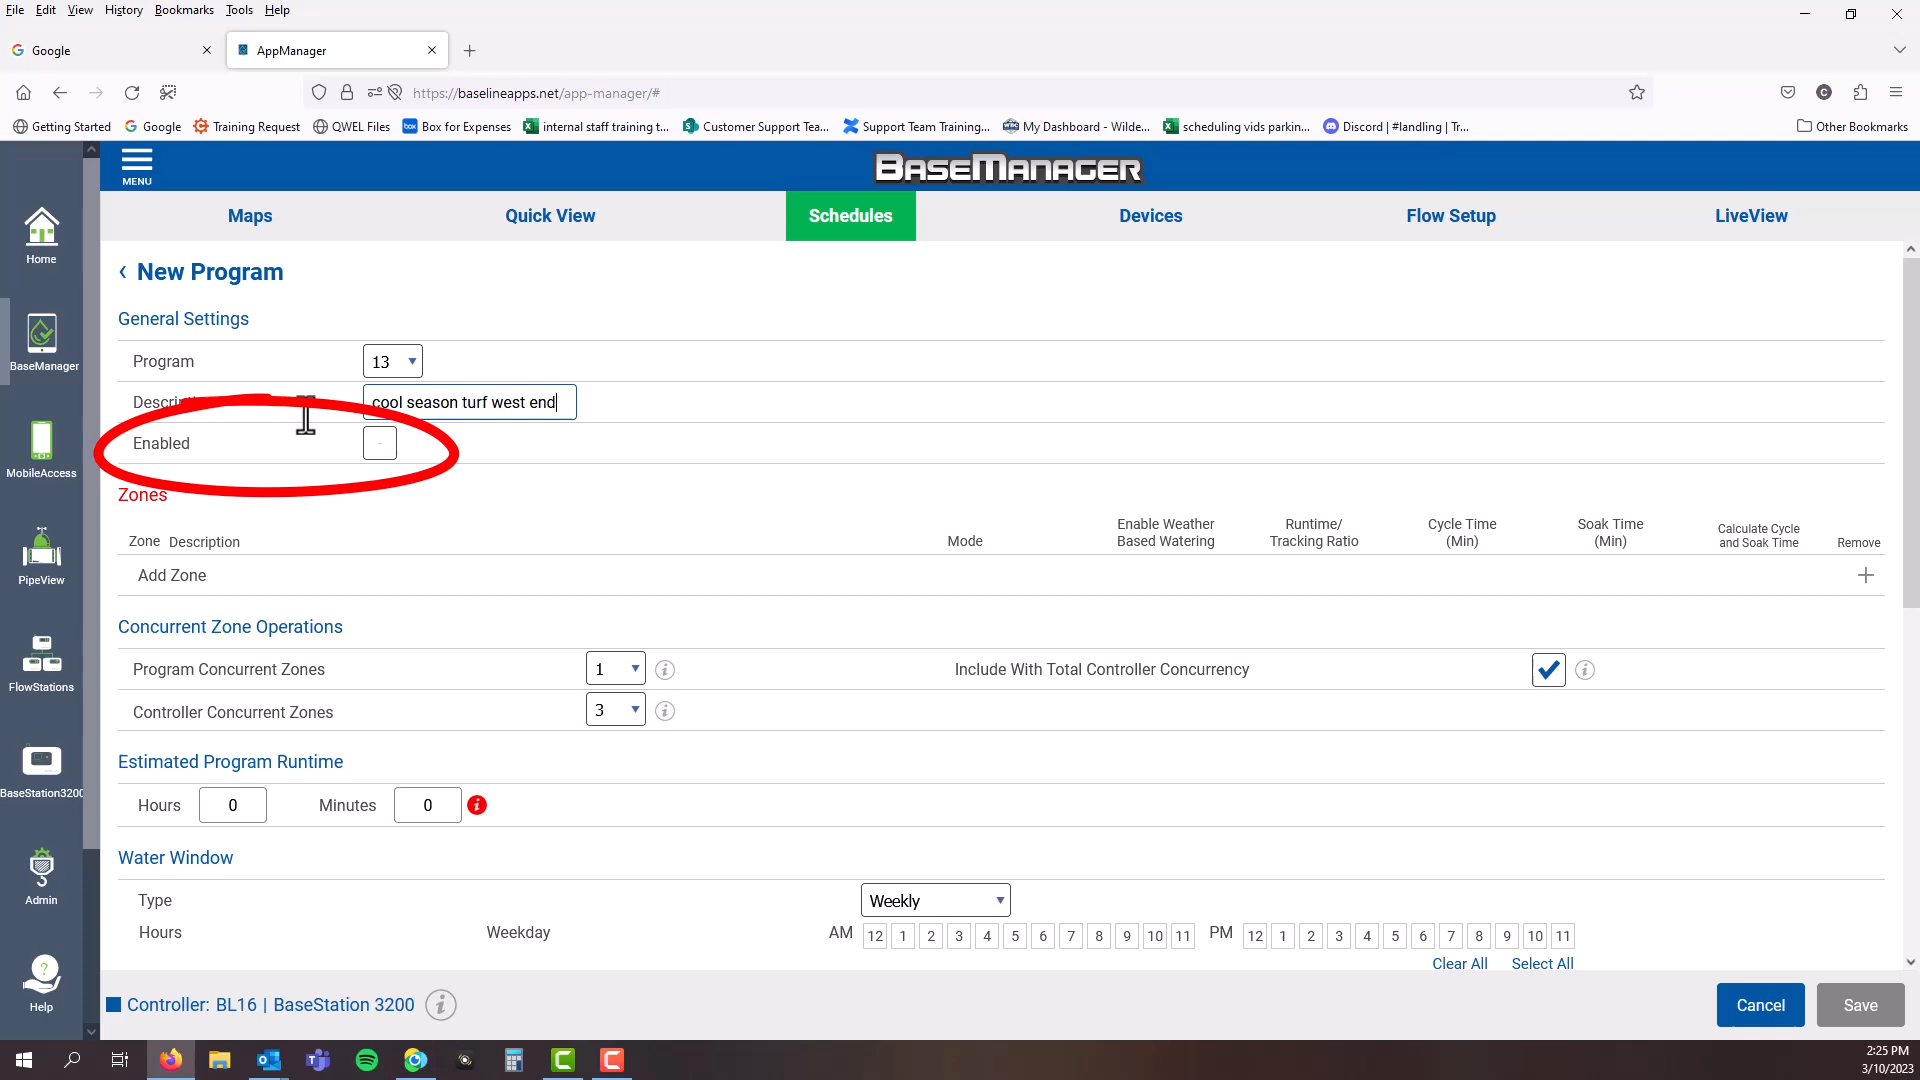 File Edit View History Bookmarks Tools Help
Google
AppManager
https://baselineapps.net/app-manager/#
Getting Started Google Training Request QWEL Files Box for Expenses internal staff training t... Customer Support Tea... Support Team Training... My Dashboard - Wilde... scheduling vids parkin... Discord | #landling | Tr... Other Bookmarks
MENU
BASEMANAGER
Maps Quick View Schedules Devices Flow Setup LiveView
Home
BaseManager
MobileAccess
PipeView
FlowStations
BaseStation3200
Admin
Help
‹ New Program
General Settings
Program 13
cool season turf west end
Enabled -
Zones
Zone Description Mode Enable Weather Based Watering Runtime/ Tracking Ratio Cycle Time (Min) Soak Time (Min) Calculate Cycle and Soak Time Remove
Add Zone +
Concurrent Zone Operations
Program Concurrent Zones 1 i Include With Total Controller Concurrency i
Controller Concurrent Zones 3 i
Estimated Program Runtime
Hours 0 Minutes 0 i
Water Window
Type Weekly
Hours Weekday AM 12 1 2 3 4 5 6 7 8 9 10 11 PM 12 1 2 3 4 5 6 7 8 9 10 11
Clear All Select All
Controller: BL16 | BaseStation 3200 i
Cancel Save
2:25 PM
3/10/2023